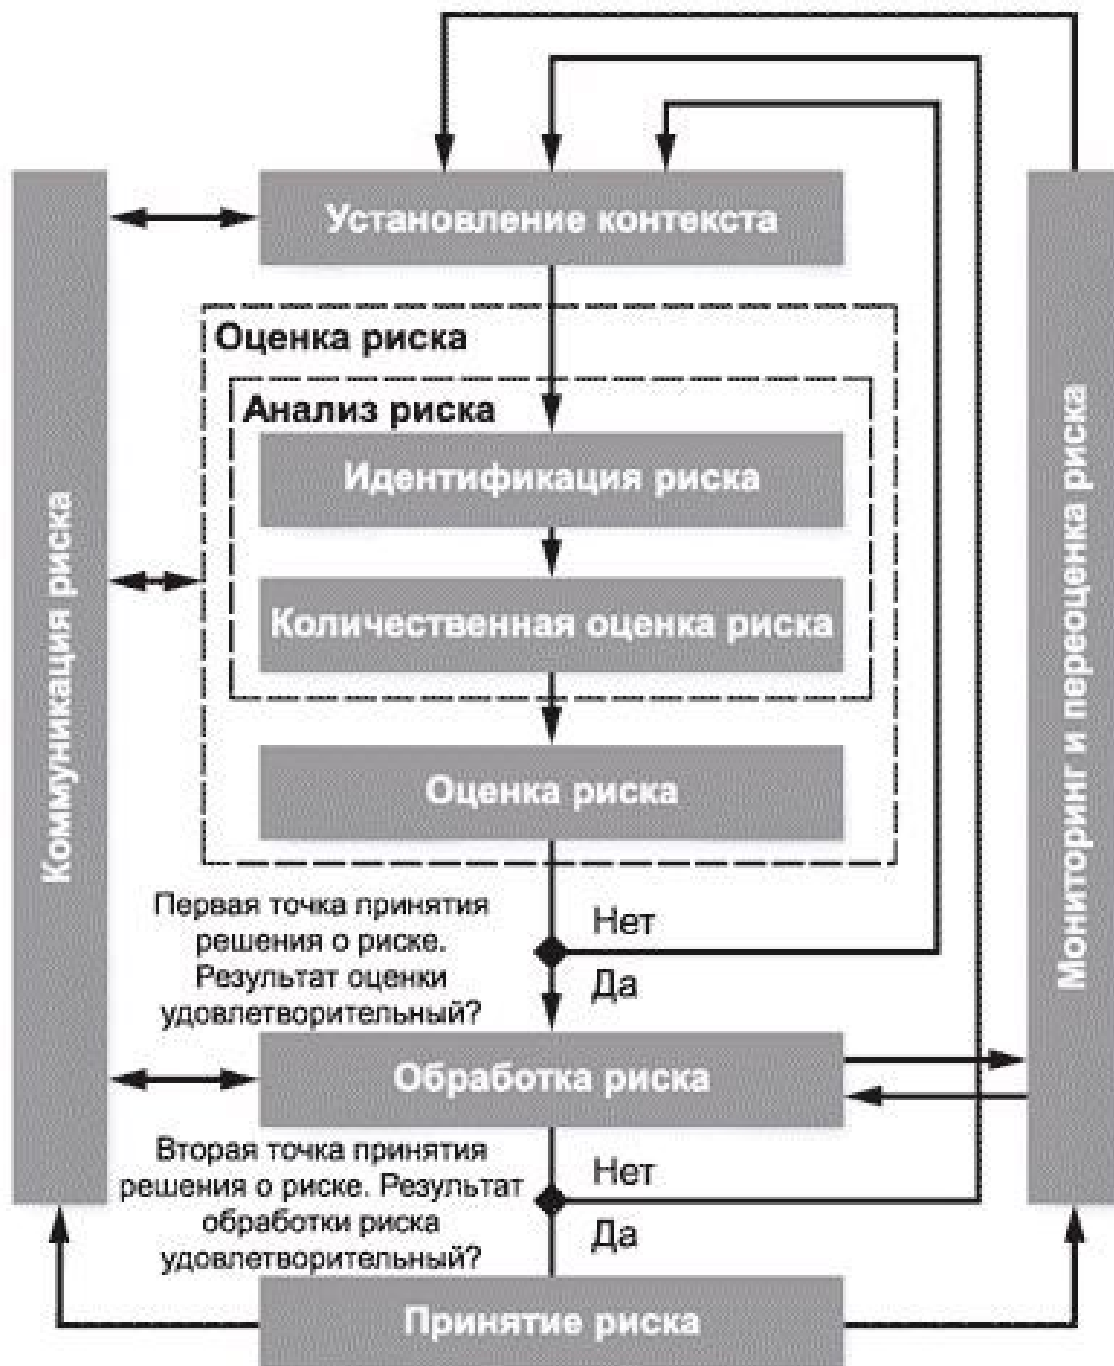 Установление контекста
Оценка риска
Анализ риска
Идентификация риска
Количественная оценка риска
Оценка риска
Коммуникация риска
Мониторинг и переоценка риска
Первая точка принятия
решения о риске.
Результат оценки
удовлетворительный?
Нет
Да
Обработка риска
Вторая точка принятия
решения о риске. Результат
обработки риска
удовлетворительный?
Нет
Да
Принятие риска